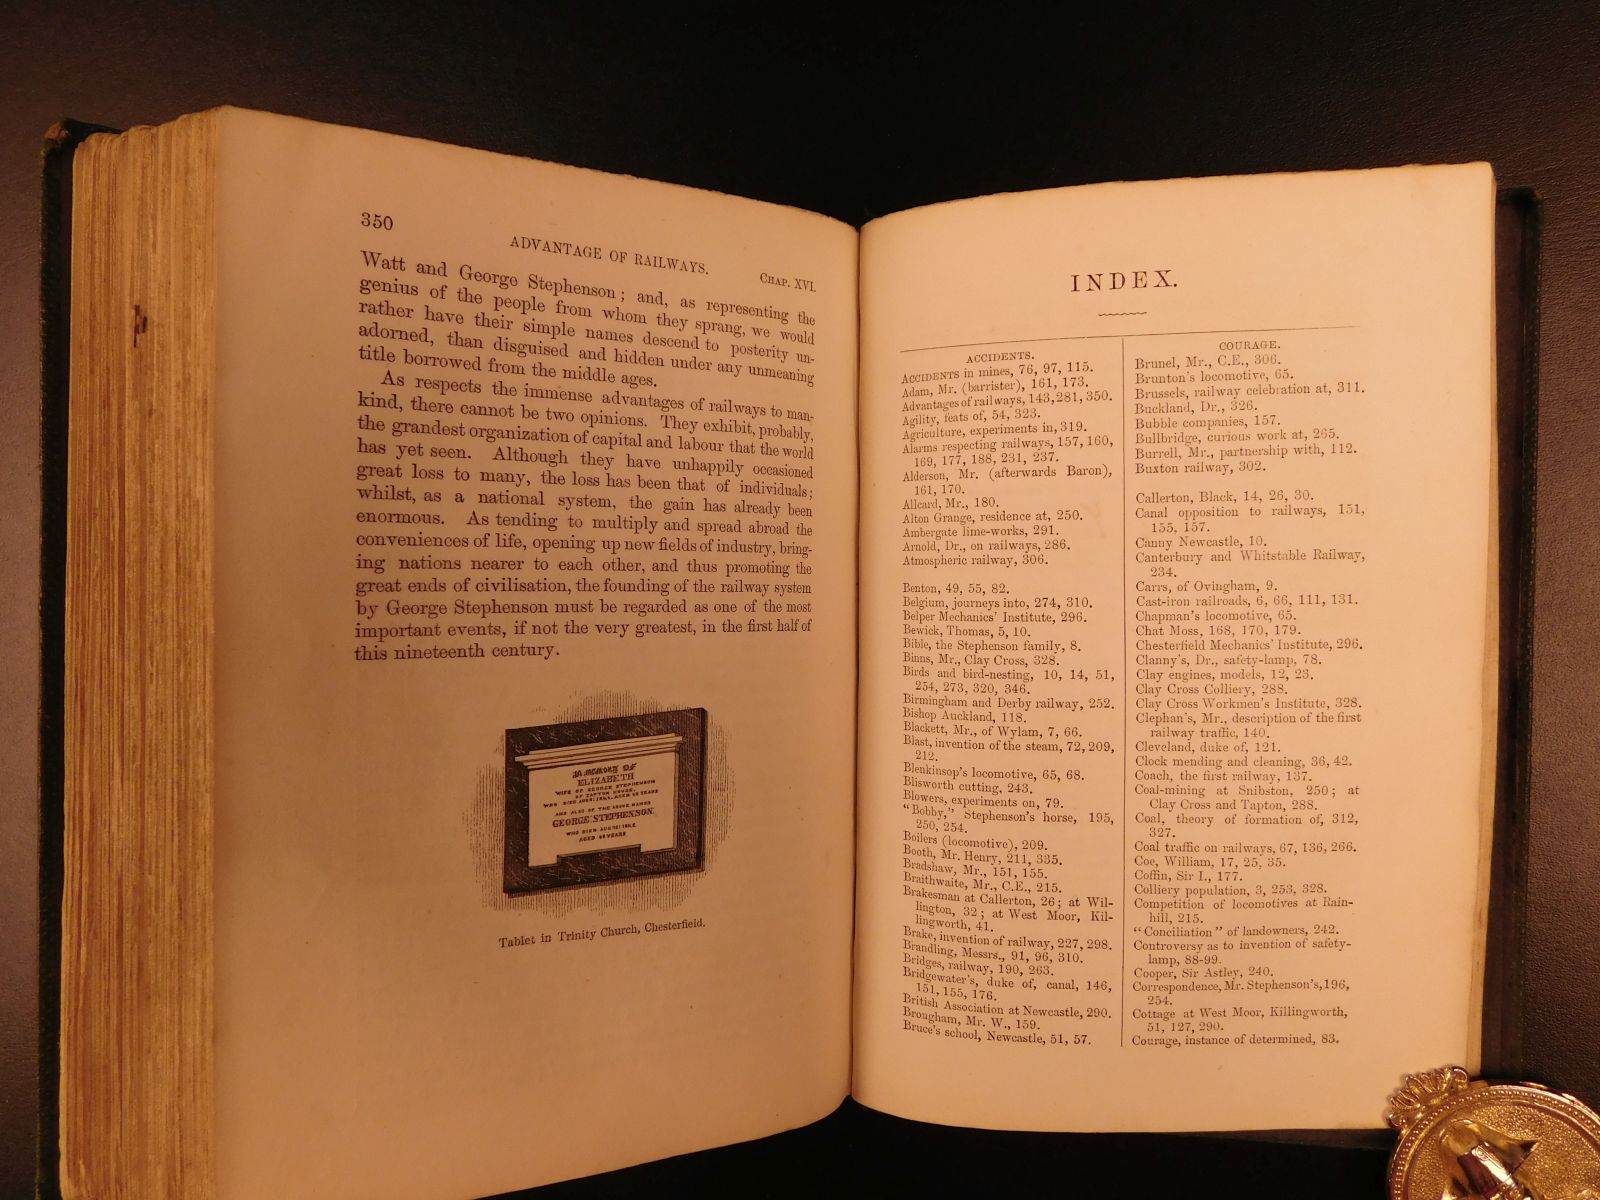 350
ADVANTAGE OF RAILWAYS.
CHAP. XVI.
Watt and George Stephenson; and, as representing the
genius of the people from whom they sprang, we would
rather have their simple names descend to posterity un-
adorned, than disguised and hidden under any unmeaning
title borrowed from the middle ages.
As respects the immense advantages of railways to man-
kind, there cannot be two opinions. They exhibit, probably,
the grandest organization of capital and labour that the world
has yet seen. Although they have unhappily occasioned
great loss to many, the loss has been that of individuals;
whilst, as a national system, the gain has already been
enormous. As tending to multiply and spread abroad the
conveniences of life, opening up new fields of industry, bring-
ing nations nearer to each other, and thus promoting the
great ends of civilisation, the founding of the railway system
by George Stephenson must be regarded as one of the most
important events, if not the very greatest, in the first half of
this nineteenth century.
IN MEMORY OF
ELIZABETH
WIFE OF GEORGE STEPHENSON
OF TAPTON HOUSE,
WHO DIED AUGST AGED YEARS
AND ALSO OF THE ABOVE NAMED
GEORGE STEPHENSON
WHO DIED AUGST
AGED YEARS
Tablet in Trinity Church, Chesterfield.
INDEX.
ACCIDENTS.
ACCIDENTS in mines, 76, 97, 115.
Adam, Mr. (barrister), 161, 173.
Advantages of railways, 143, 281, 350.
Agility, feats of, 54, 323.
Agriculture, experiments in, 319.
Alarms respecting railways, 157, 160,
169, 177, 188, 231, 237.
Alderson, Mr. (afterwards Baron),
161, 170.
Allcard, Mr., 180.
Alton Grange, residence at, 250.
Ambergate lime-works, 291.
Arnold, Dr., on railways, 286.
Atmospheric railway, 306.
Benton, 49, 55, 82.
Belgium, journeys into, 274, 310.
Belper Mechanics' Institute, 296.
Bewick, Thomas, 5, 10.
Bible, the Stephenson family, 8.
Binns, Mr., Clay Cross, 328.
Birds and bird-nesting, 10, 14, 51,
254, 273, 320, 346.
Birmingham and Derby railway, 252.
Bishop Auckland, 118.
Blackett, Mr., of Wylam, 7, 66.
Blast, invention of the steam, 72, 209,
212.
Blenkinsop's locomotive, 65, 68.
Blisworth cutting, 243.
Blowers, experiments on, 79.
"Bobby," Stephenson's horse, 195,
250, 254.
Boilers (locomotive), 209.
Booth, Mr. Henry, 211, 335.
Bradshaw, Mr., 151, 155.
Braithwaite, Mr., C.E., 215.
Brakesman at Callerton, 26; at Wil-
lington, 32; at West Moor, Kil-
lingworth, 41.
Brake, invention of railway, 227, 298.
Brandling, Messrs., 91, 96, 310.
Bridges, railway, 190, 263.
Bridgewater's, duke of, canal, 146,
151, 155, 176.
British Association at Newcastle, 290.
Brougham, Mr. W., 159.
Bruce's school, Newcastle, 51, 57.
COURAGE.
Brunel, Mr., C.E., 306.
Brunton's locomotive, 65.
Brussels, railway celebration at, 311.
Buckland, Dr., 326.
Bubble companies, 157.
Bullbridge, curious work at, 265.
Burrell, Mr., partnership with, 112.
Buxton railway, 302.
Callerton, Black, 14, 26, 30.
Canal opposition to railways, 151,
155, 157.
Canny Newcastle, 10.
Canterbury and Whitstable Railway,
234.
Carrs, of Ovingham, 9.
Cast-iron railroads, 6, 66, 111, 131.
Chapman's locomotive, 65.
Chat Moss, 168, 170, 179.
Chesterfield Mechanics' Institute, 296.
Clanny's, Dr., safety-lamp, 78.
Clay engines, models, 12, 23.
Clay Cross Colliery, 288.
Clay Cross Workmen's Institute, 328.
Clephan's, Mr., description of the first
railway traffic, 140.
Cleveland, duke of, 121.
Clock mending and cleaning, 36, 42.
Coach, the first railway, 137.
Coal-mining at Snibston, 250; at
Clay Cross and Tapton, 288.
Coal, theory of formation of, 312,
327.
Coal traffic on railways, 67, 136, 266.
Coe, William, 17, 25, 35.
Coffin, Sir I., 177.
Colliery population, 3, 253, 328.
Competition of locomotives at Rain-
hill, 215.
"Conciliation" of landowners, 242.
Controversy as to invention of safety-
lamp, 88-99.
Cooper, Sir Astley, 240.
Correspondence, Mr. Stephenson's, 196,
254.
Cottage at West Moor, Killingworth,
51, 127, 290.
Courage, instance of determined, 83.